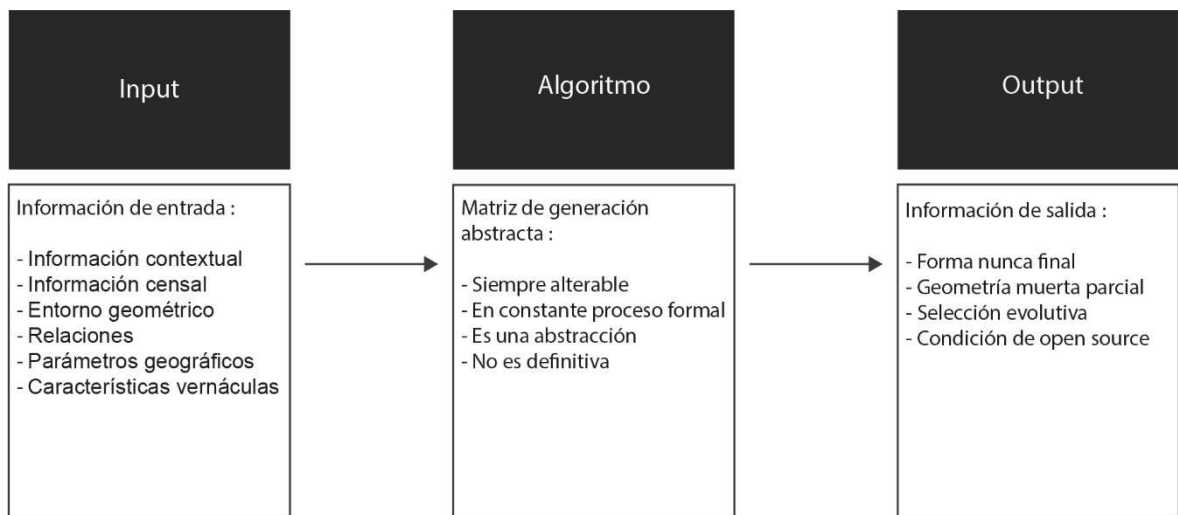 Input
Información de entrada :
- Información contextual
- Información censal
- Entorno geométrico
- Relaciones
- Parámetros geográficos
- Características vernáculas
Algoritmo
Matriz de generación
abstracta :
- Siempre alterable
- En constante proceso formal
- Es una abstracción
- No es definitiva
Output
Información de salida :
- Forma nunca final
- Geometría muerta parcial
- Selección evolutiva
- Condición de open source